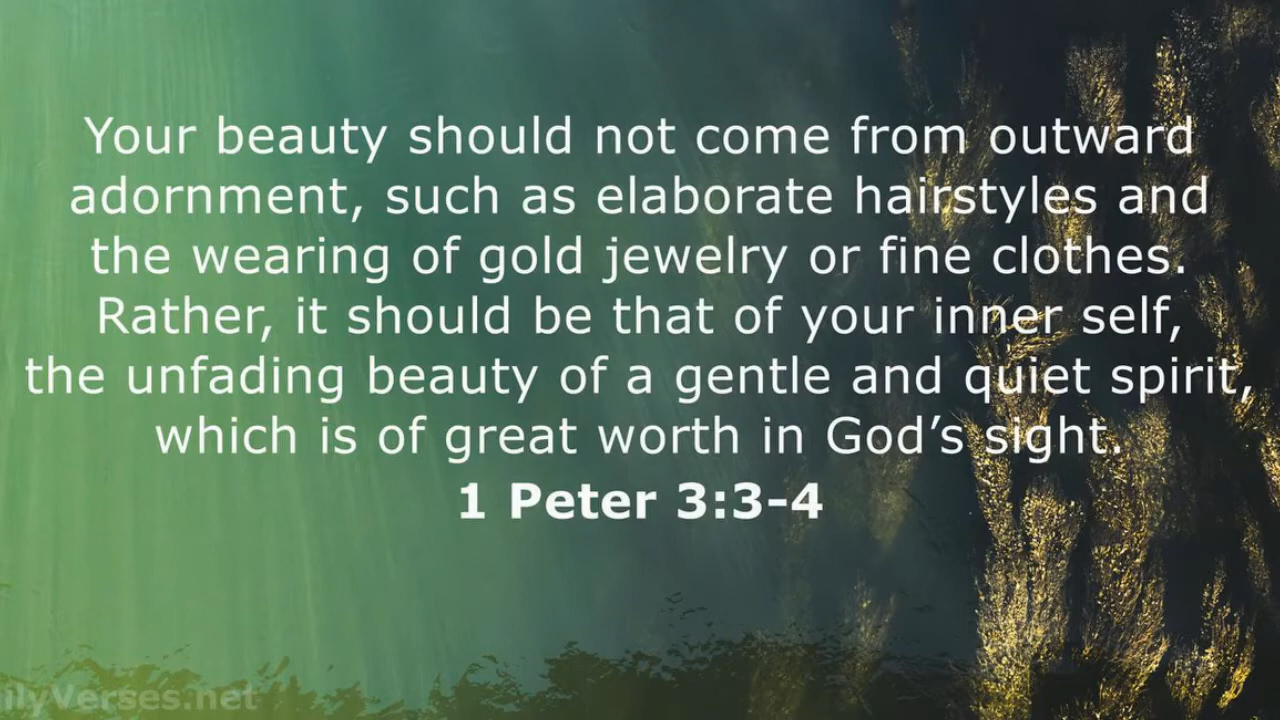 Your beauty should not come from outward
adornment, such as elaborate hairstyles and
the wearing of gold jewelry or fine clothes.
Rather, it should be that of your inner self,
the unfading beauty of a gentle and quiet spirit,
which is of great worth in God’s sight.
1 Peter 3:3-4
ilyVerses.net